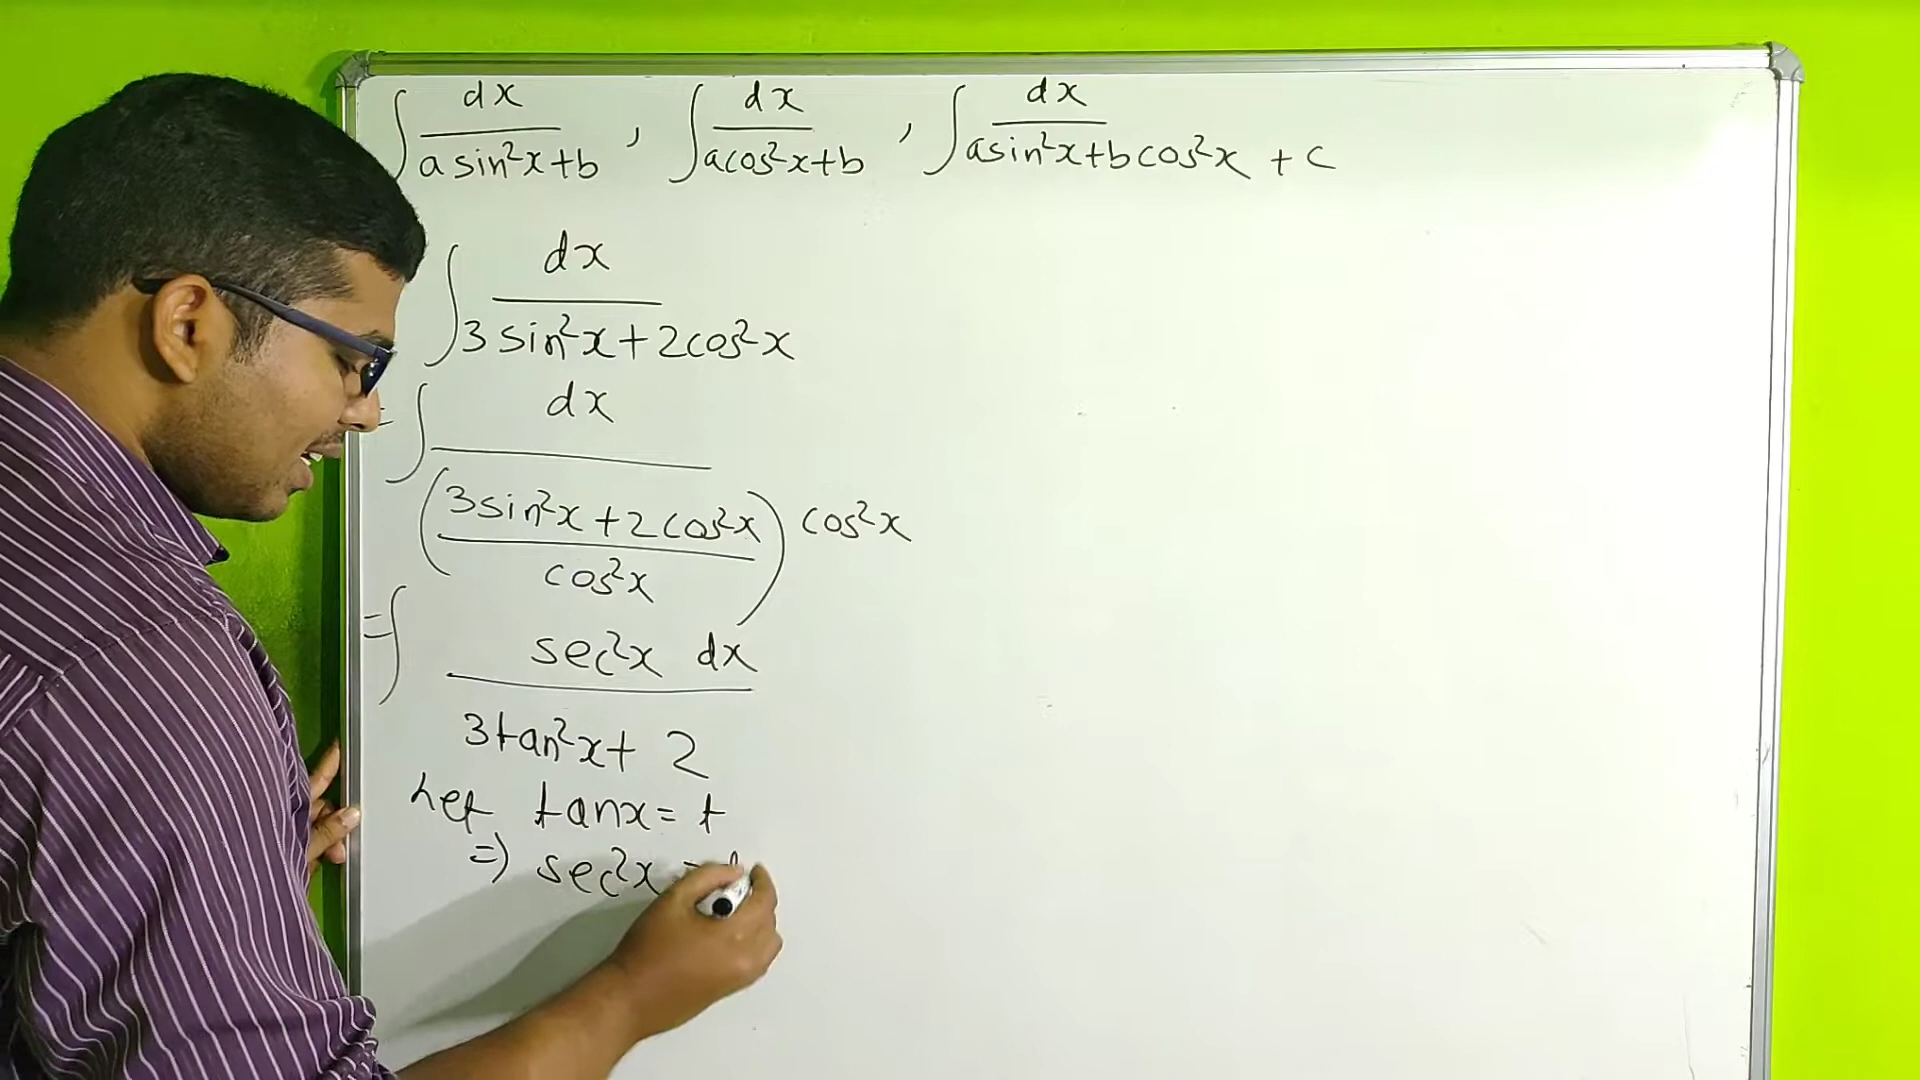 ∫ dx / (a sin²x + b) , ∫ dx / (a cos²x + b) , ∫ dx / (a sin²x + b cos²x + c)
∫ dx / (3 sin²x + 2cos²x)
= ∫ dx / ((3sin²x + 2cos²x / cos²x) cos²x)
= ∫ sec²x dx / (3tan²x + 2)
Let tanx = t
⇒ sec²x =